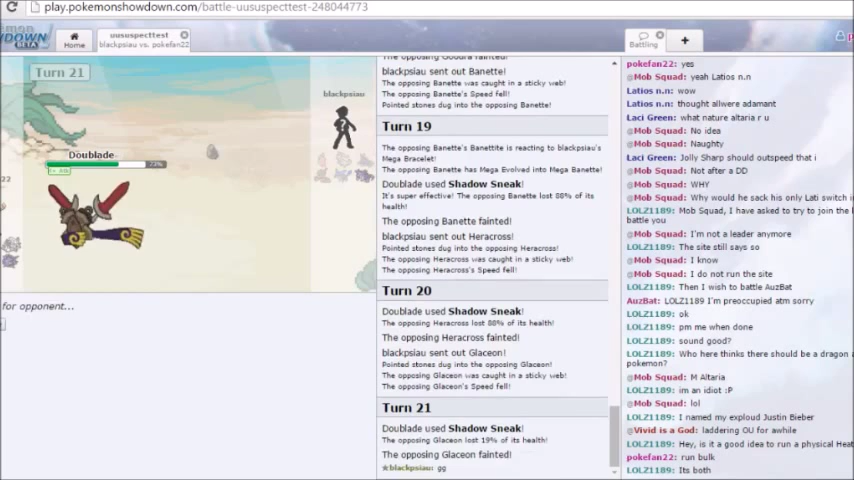 play.pokemonshowdown.com/battle-uususpecttest-248044773
OWDOWN
BETA
Home
uususpecttest
blackpsiau vs. pokefan22
Battling
Turn 21
blackpsiau
Doublade
73%
for opponent...
The opposing Goodra fainted!
blackpsiau sent out Banette!
The opposing Banette was caught in a sticky web!
The opposing Banette's Speed fell!
Pointed stones dug into the opposing Banette!
Turn 19
The opposing Banette's Banettite is reacting to blackpsiau's
Mega Bracelet!
The opposing Banette has Mega Evolved into Mega Banette!
Doublade used Shadow Sneak!
It's super effective! The opposing Banette lost 88% of its
health!
The opposing Banette fainted!
blackpsiau sent out Heracross!
Pointed stones dug into the opposing Heracross!
The opposing Heracross was caught in a sticky web!
The opposing Heracross's Speed fell!
Turn 20
Doublade used Shadow Sneak!
The opposing Heracross lost 88% of its health!
The opposing Heracross fainted!
blackpsiau sent out Glaceon!
Pointed stones dug into the opposing Glaceon!
The opposing Glaceon was caught in a sticky web!
The opposing Glaceon's Speed fell!
Turn 21
Doublade used Shadow Sneak!
The opposing Glaceon lost 19% of its health!
The opposing Glaceon fainted!
★blackpsiau: gg
pokefan22: yes
@Mob Squad: yeah Latios n.n
Latios n.n: wow
Latios n.n: thought allwere adamant
Laci Green: what nature altaria r u
@Mob Squad: No idea
@Mob Squad: Naughty
Laci Green: Jolly Sharp should outspeed that i
@Mob Squad: Not after a DD
@Mob Squad: WHY
@Mob Squad: Why would he sack his only Lati switch in
LOLZ1189: Mob Squad, I have asked to try to join the
battle you
@Mob Squad: I'm not a leader anymore
LOLZ1189: The site still says so
@Mob Squad: I know
@Mob Squad: I do not run the site
LOLZ1189: Then I wish to battle AuzBat
AuzBat: LOLZ1189 I'm preoccupied atm sorry
LOLZ1189: ok
LOLZ1189: pm me when done
LOLZ1189: sound good?
LOLZ1189: Who here thinks there should be a dragon a
pokemon?
@Mob Squad: M Altaria
LOLZ1189: im an idiot :P
@Mob Squad: lol
LOLZ1189: I named my exploud Justin Bieber
@Vivid is a God: laddering OU for awhile
LOLZ1189: Hey, is it a good idea to run a physical Heat
pokefan22: run bulk
LOLZ1189: Its both